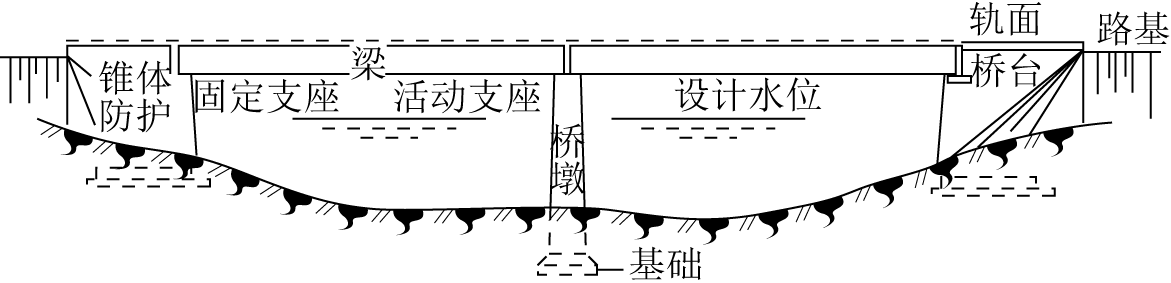 轨面
路基
梁
锥体
防护
固定支座
活动支座
设计水位
桥台
桥
墩
基础